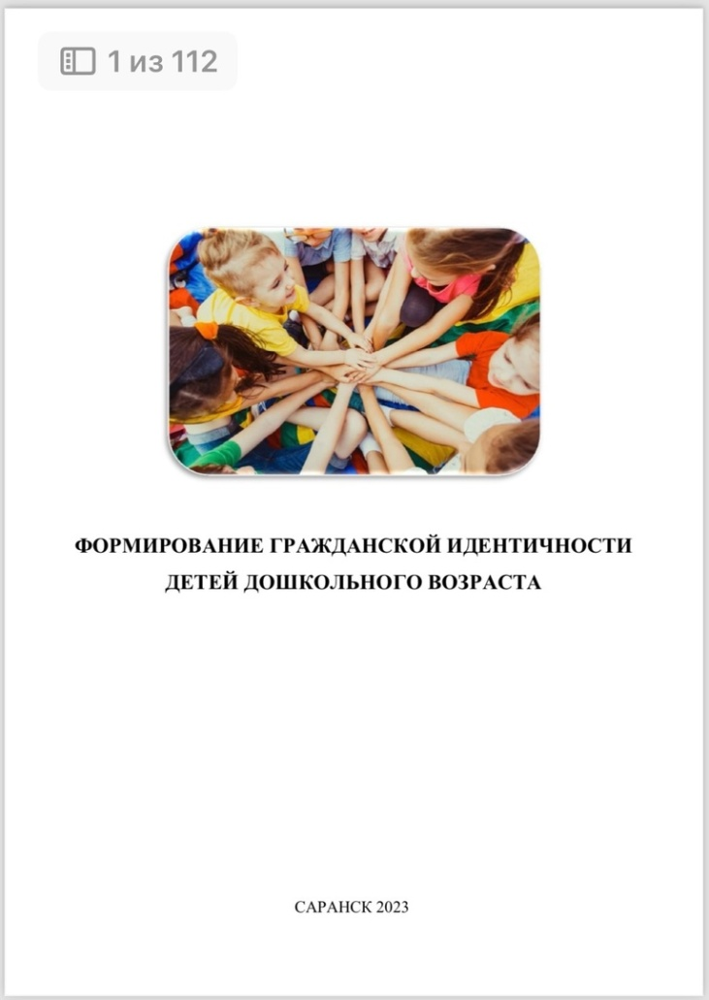 1 из 112
ФОРМИРОВАНИЕ ГРАЖДАНСКОЙ ИДЕНТИЧНОСТИ
ДЕТЕЙ ДОШКОЛЬНОГО ВОЗРАСТА
САРАНСК 2023